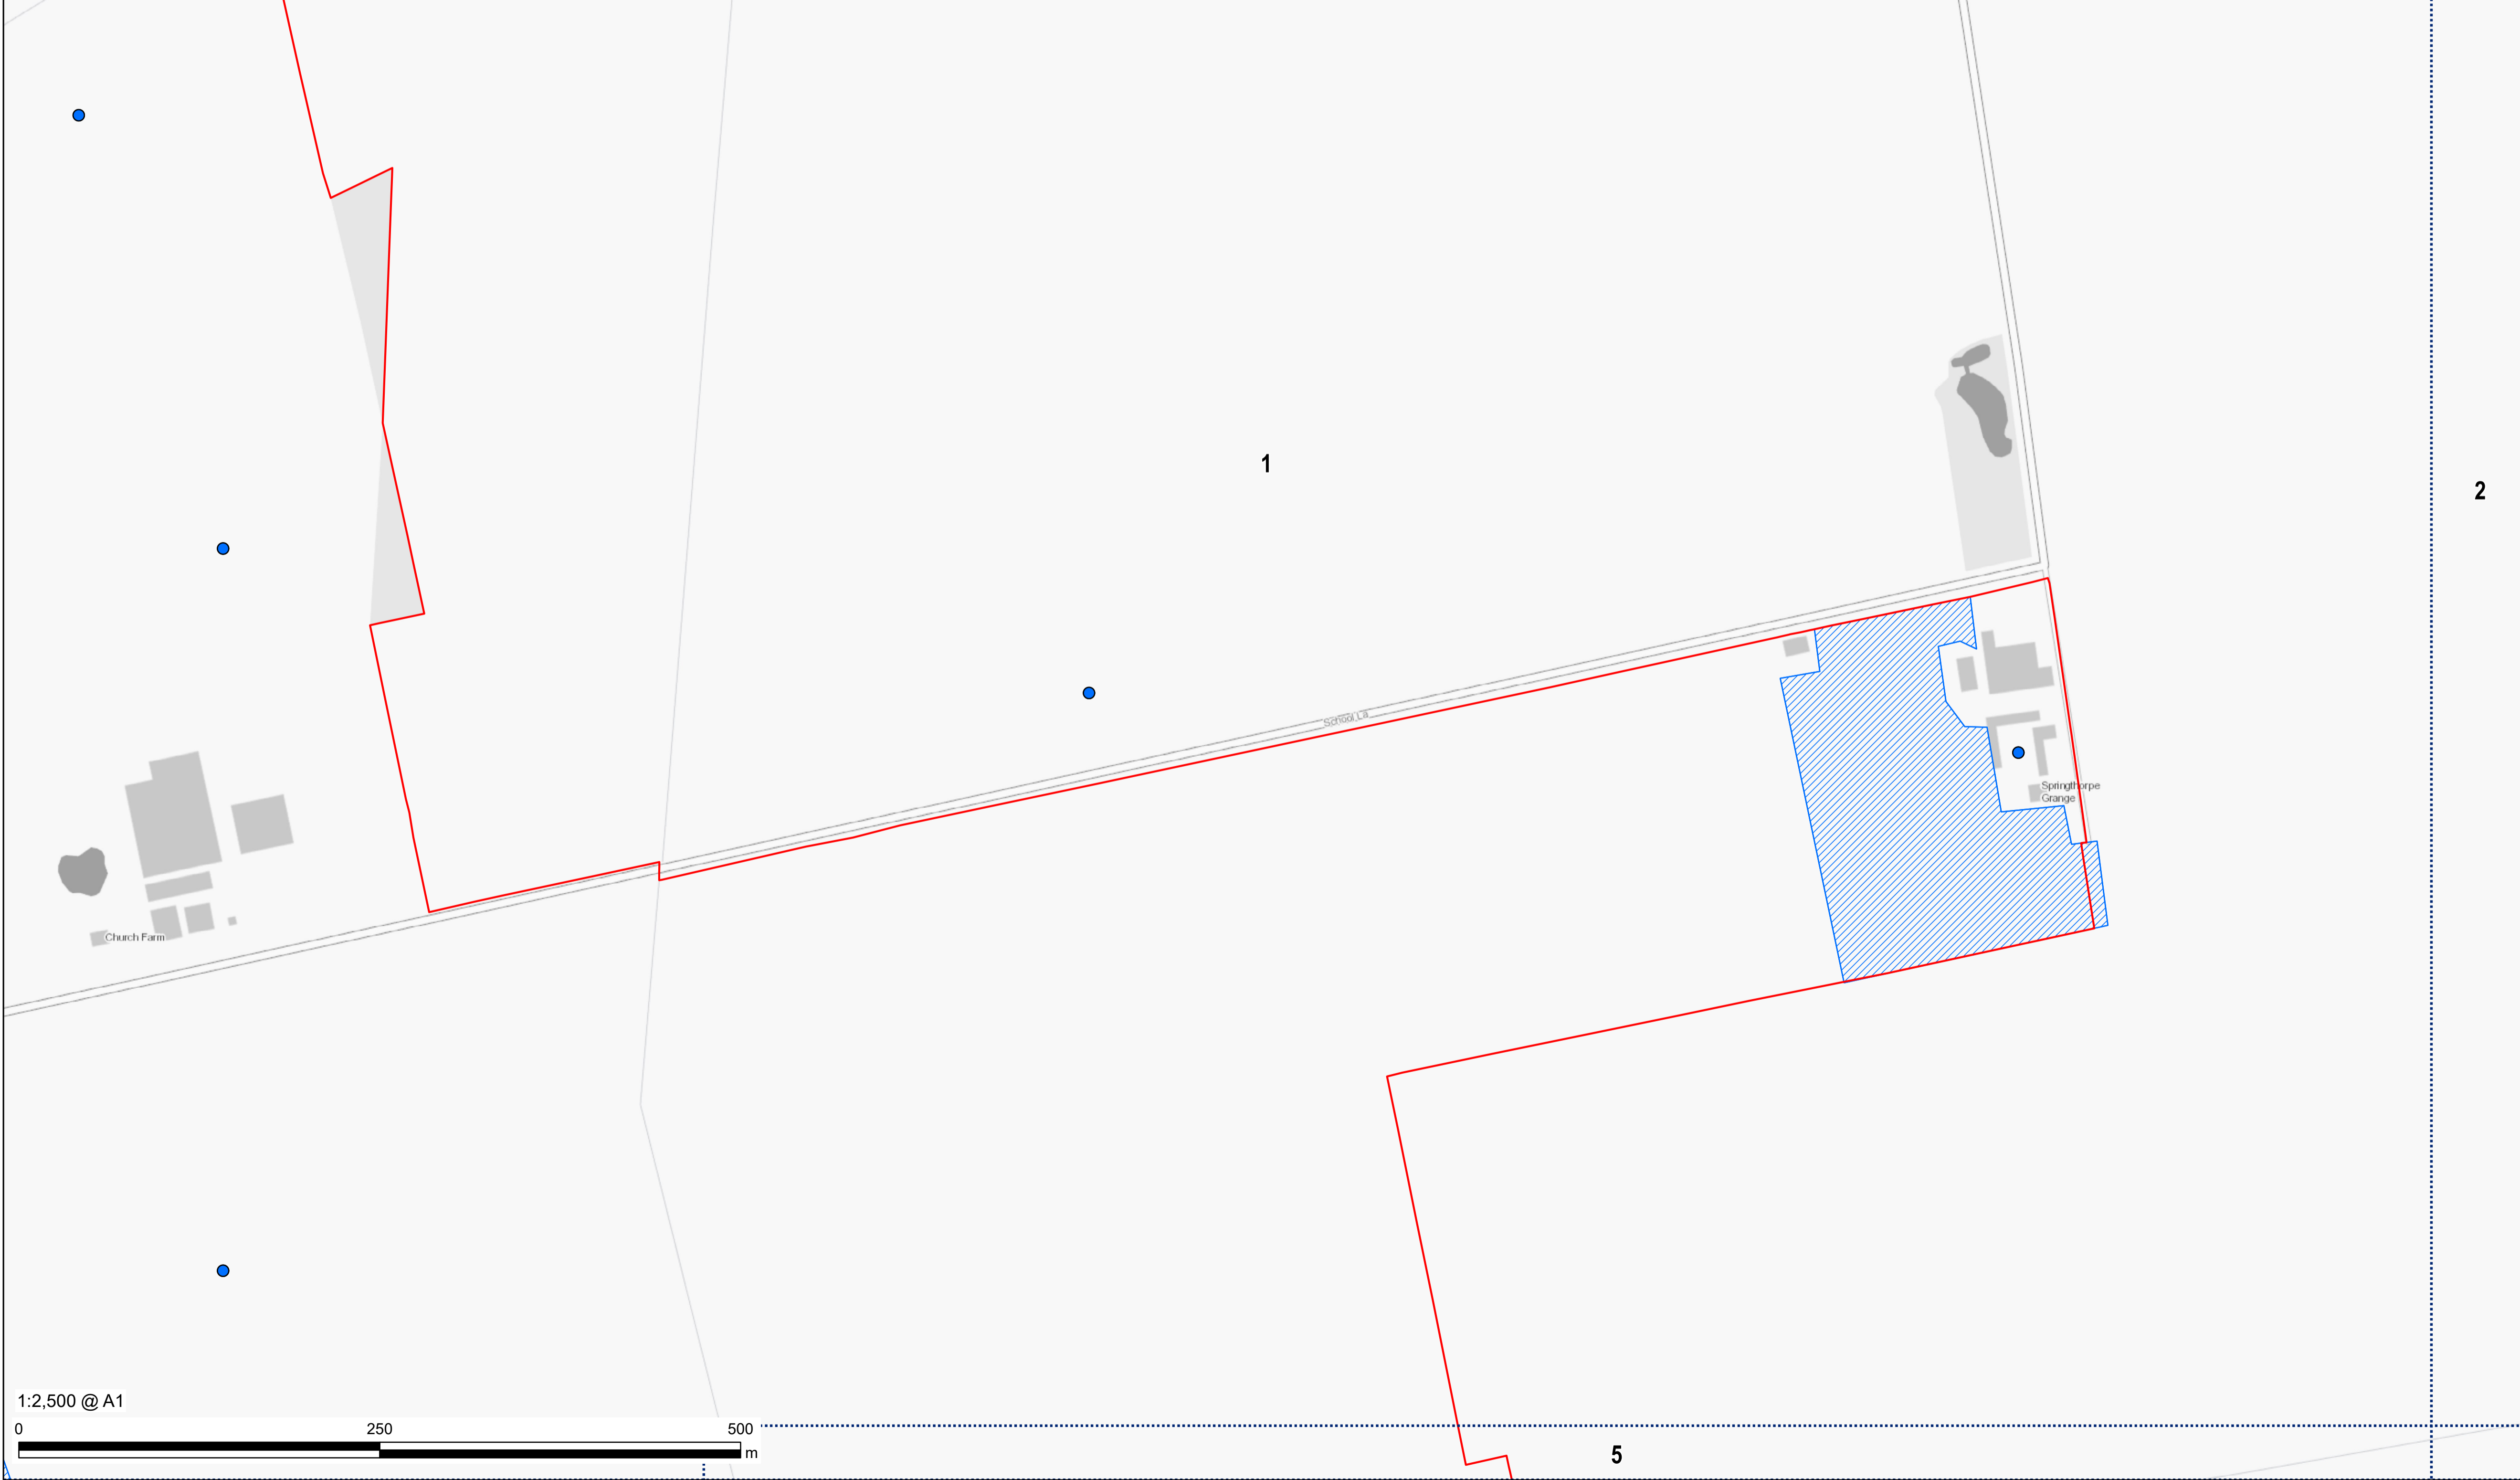 1
2
School La
Springthorpe
Grange
Church Farm
1:2,500 @ A1
0 250 500
m
5